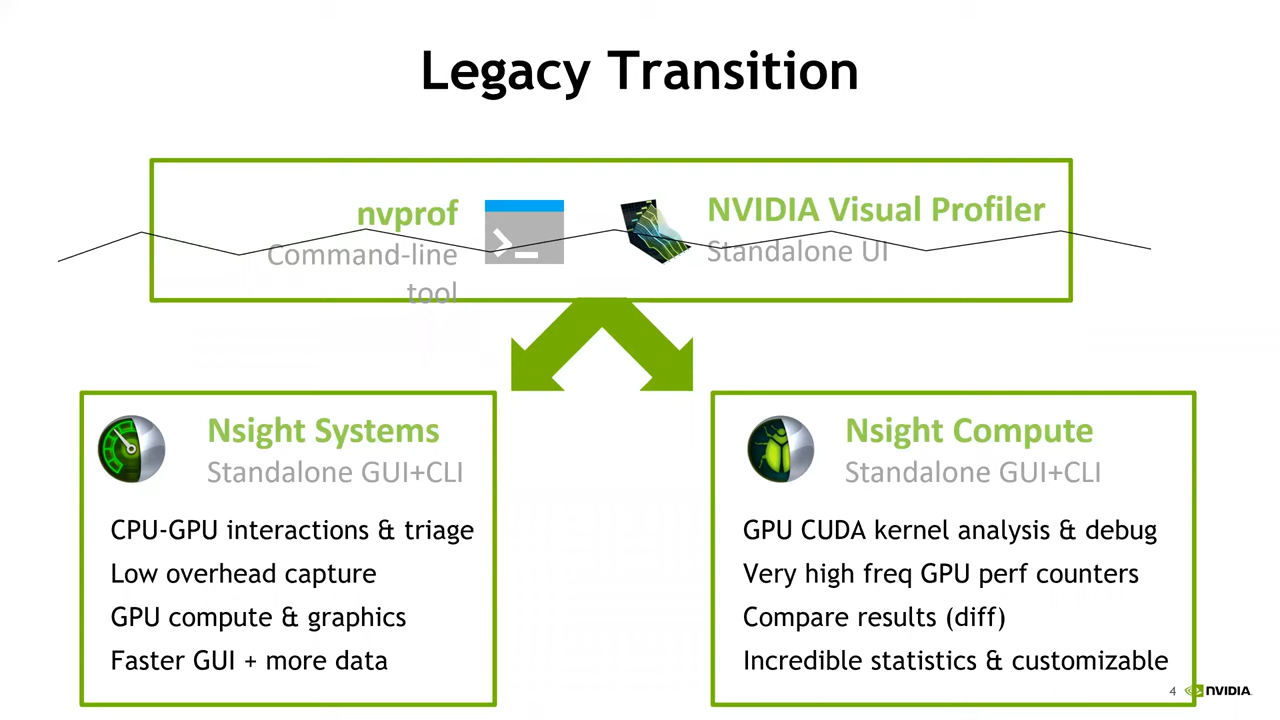 Legacy Transition
nvprof
Command-line
tool
NVIDIA Visual Profiler
Standalone UI
Nsight Systems
Standalone GUI+CLI
CPU-GPU interactions & triage
Low overhead capture
GPU compute & graphics
Faster GUI + more data
Nsight Compute
Standalone GUI+CLI
GPU CUDA kernel analysis & debug
Very high freq GPU perf counters
Compare results (diff)
Incredible statistics & customizable
4
NVIDIA.